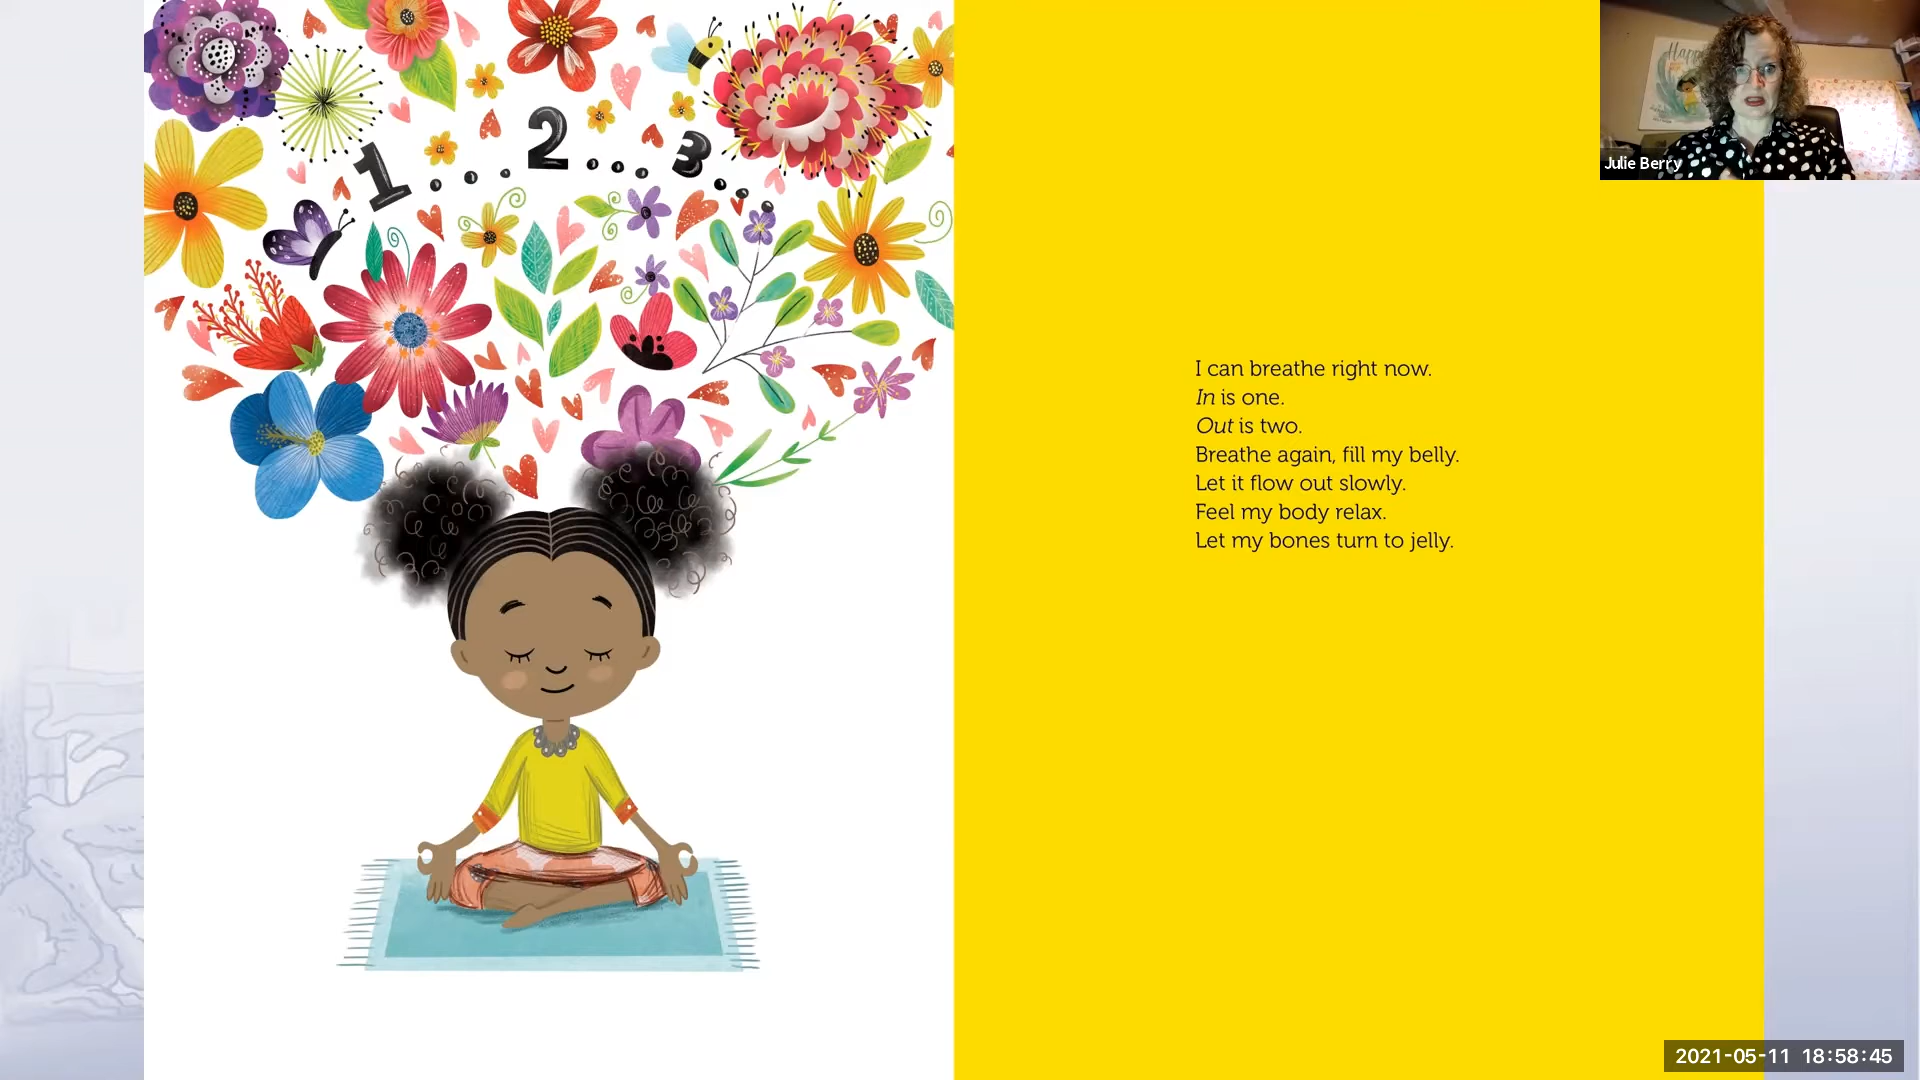 1...2...3...
I can breathe right now.
In is one.
Out is two.
Breathe again, fill my belly.
Let it flow out slowly.
Feel my body relax.
Let my bones turn to jelly.
Happ
Julie Berry
2021-05-11 18:58:45